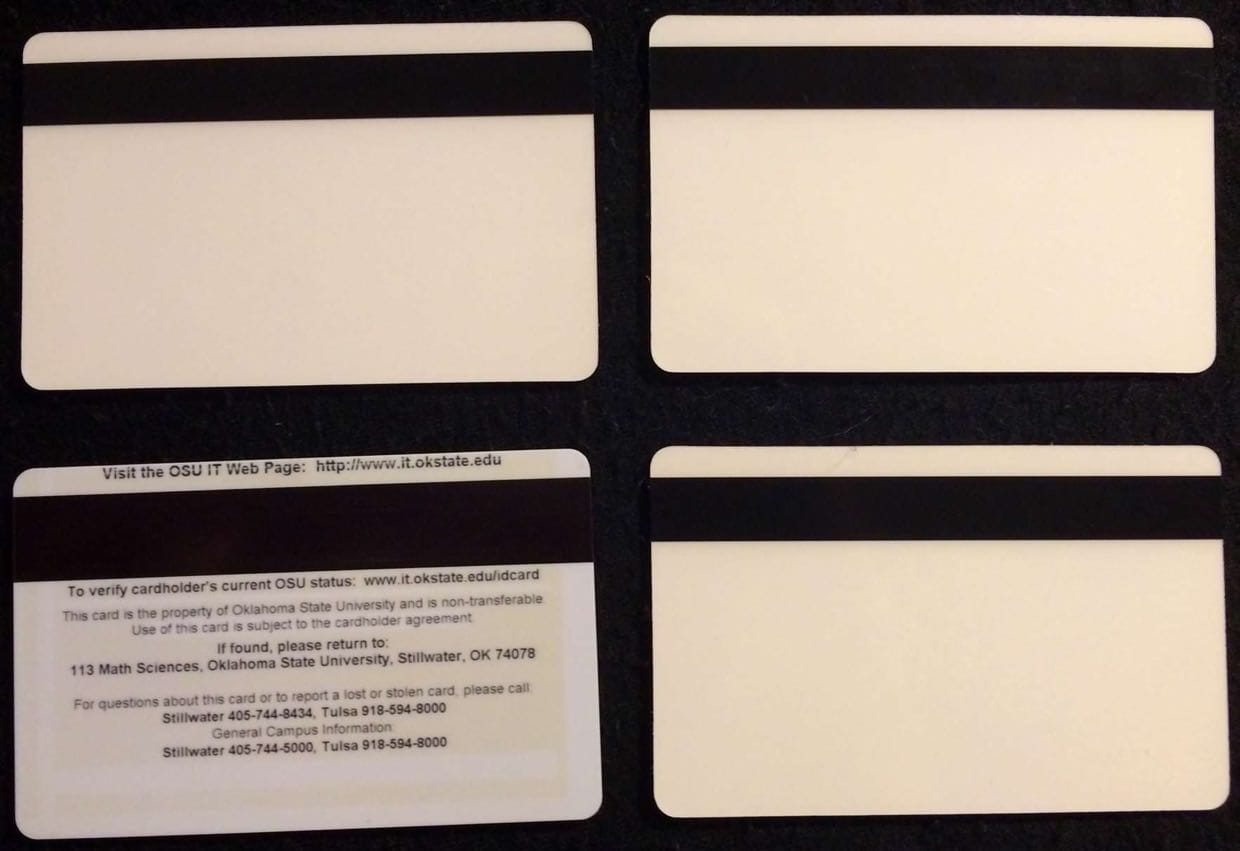 Visit the OSU IT Web Page: http://www.it.okstate.edu
To verify cardholder's current OSU status: www.it.okstate.edu/idcard
This card is the property of Oklahoma State University and is non-transferable
Use of this card is subject to the cardholder agreement
If found, please return to:
113 Math Sciences, Oklahoma State University, Stillwater, OK 74078
For questions about this card or to report a lost or stolen card, please call:
Stillwater 405-744-8434, Tulsa 918-594-8000
General Campus Information:
Stillwater 405-744-5000, Tulsa 918-594-8000